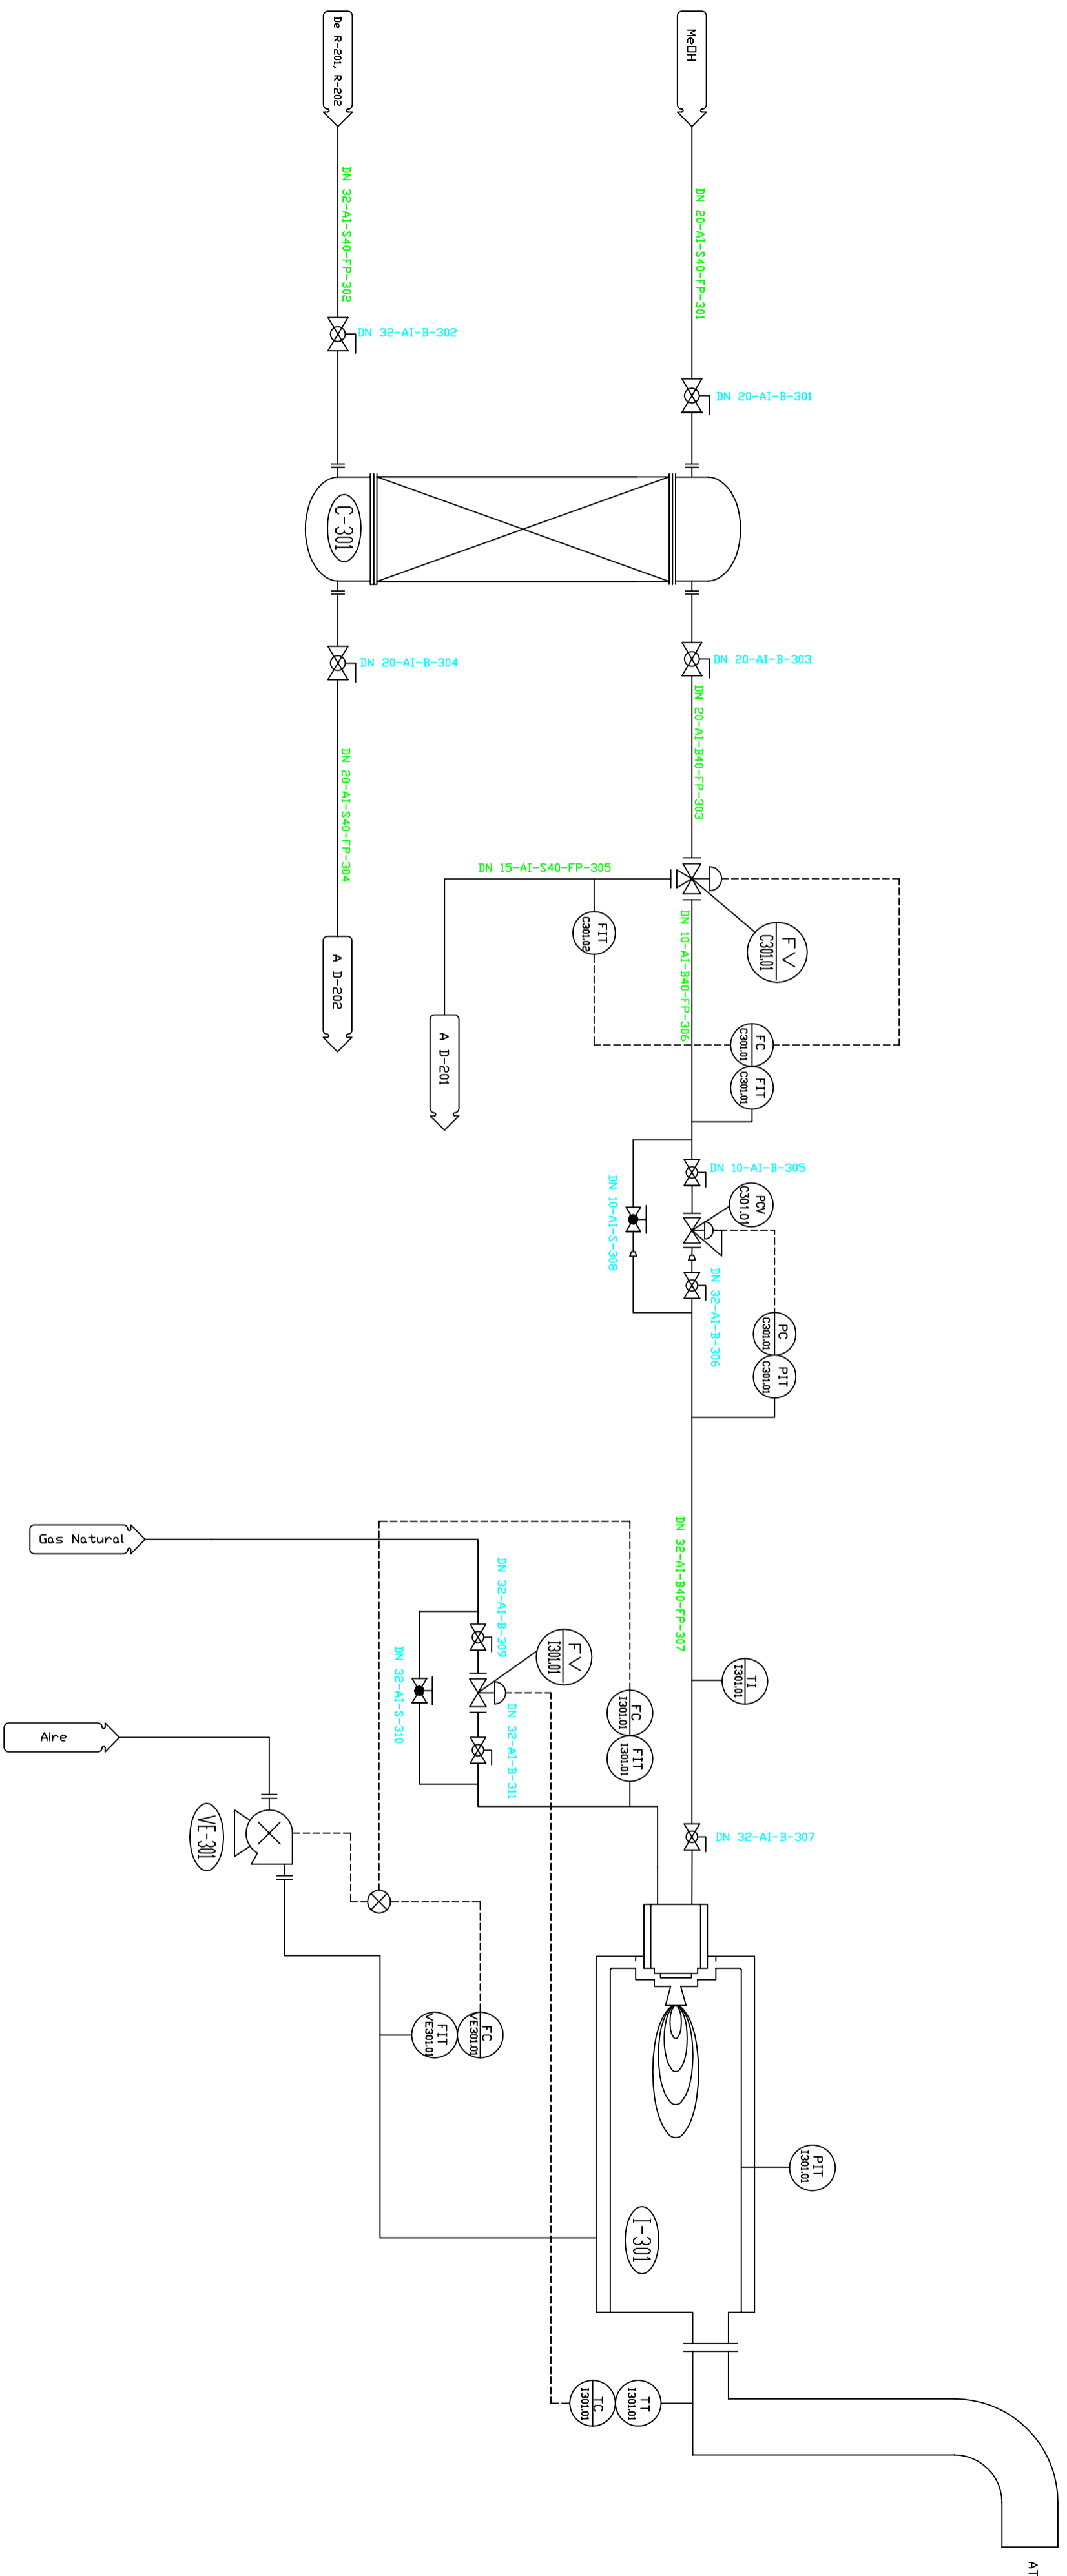 MeOH
De R-201, R-202
DN 20-AI-S40-FP-301
DN 32-AI-S40-FP-302
DN 32-AI-B-302
DN 20-AI-B-301
C-301
DN 20-AI-B-304
DN 20-AI-B-303
DN 20-AI-B40-FP-303
DN 20-AI-S40-FP-304
DN 15-AI-S40-FP-305
FIT
C301.02
FV
C301.01
DN 10-AI-B40-FP-306
A D-202
A D-201
FC
C301.01
FIT
C301.01
DN 10-AI-B-305
PCV
C301.01
DN 10-AI-S-308
DN 32-AI-B-306
PC
C301.01
PIT
C301.01
Gas Natural
DN 32-AI-B40-FP-307
DN 32-AI-B-309
FV
I301.01
TI
I301.01
DN 32-AI-S-310
DN 32-AI-B-311
FC
I301.01
FIT
I301.01
Aire
VE-301
DN 32-AI-B-307
FIT
VE301.01
FC
VE301.01
PIT
I301.01
I-301
TC
I301.01
TT
I301.01
AT